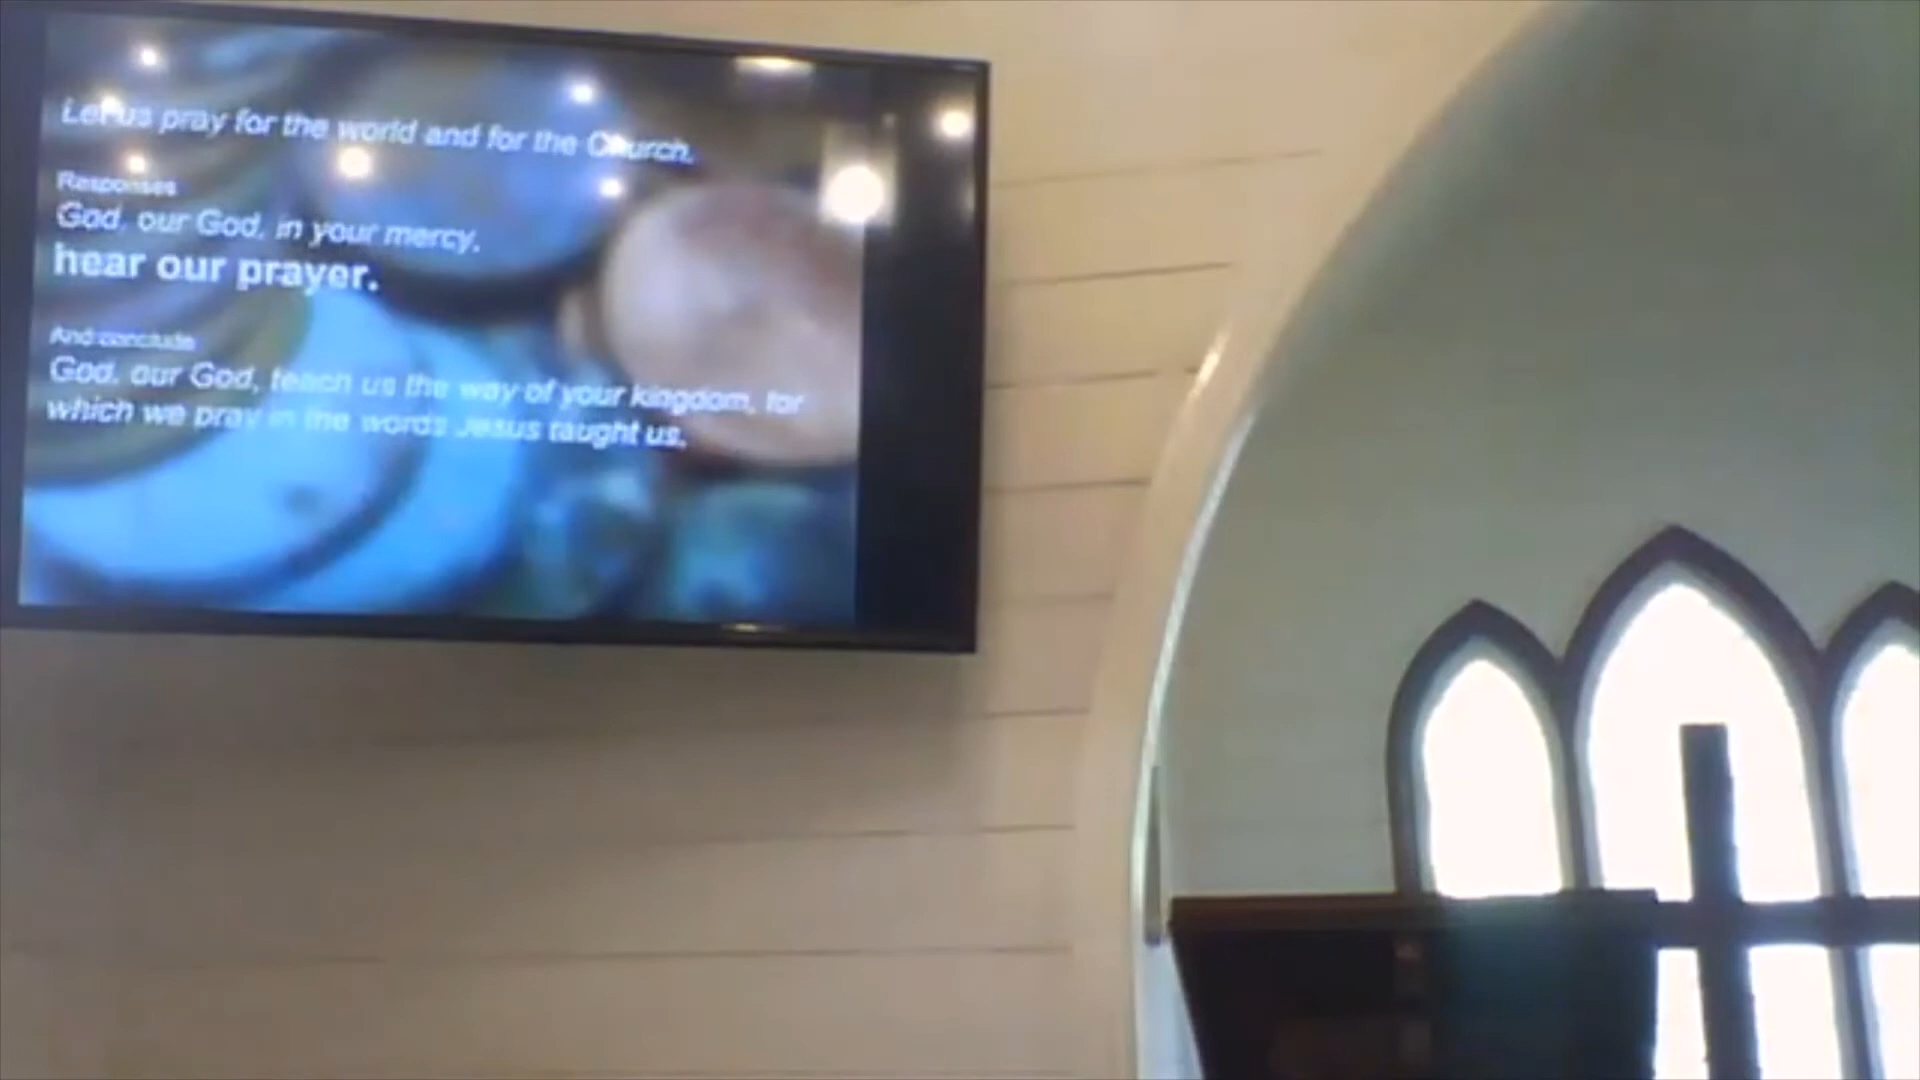 Let us pray for the world and for the Church.
Responses
God, our God, in your mercy,
hear our prayer.
And conclude
God, our God, teach us the way of your kingdom, for
which we pray in the words Jesus taught us,